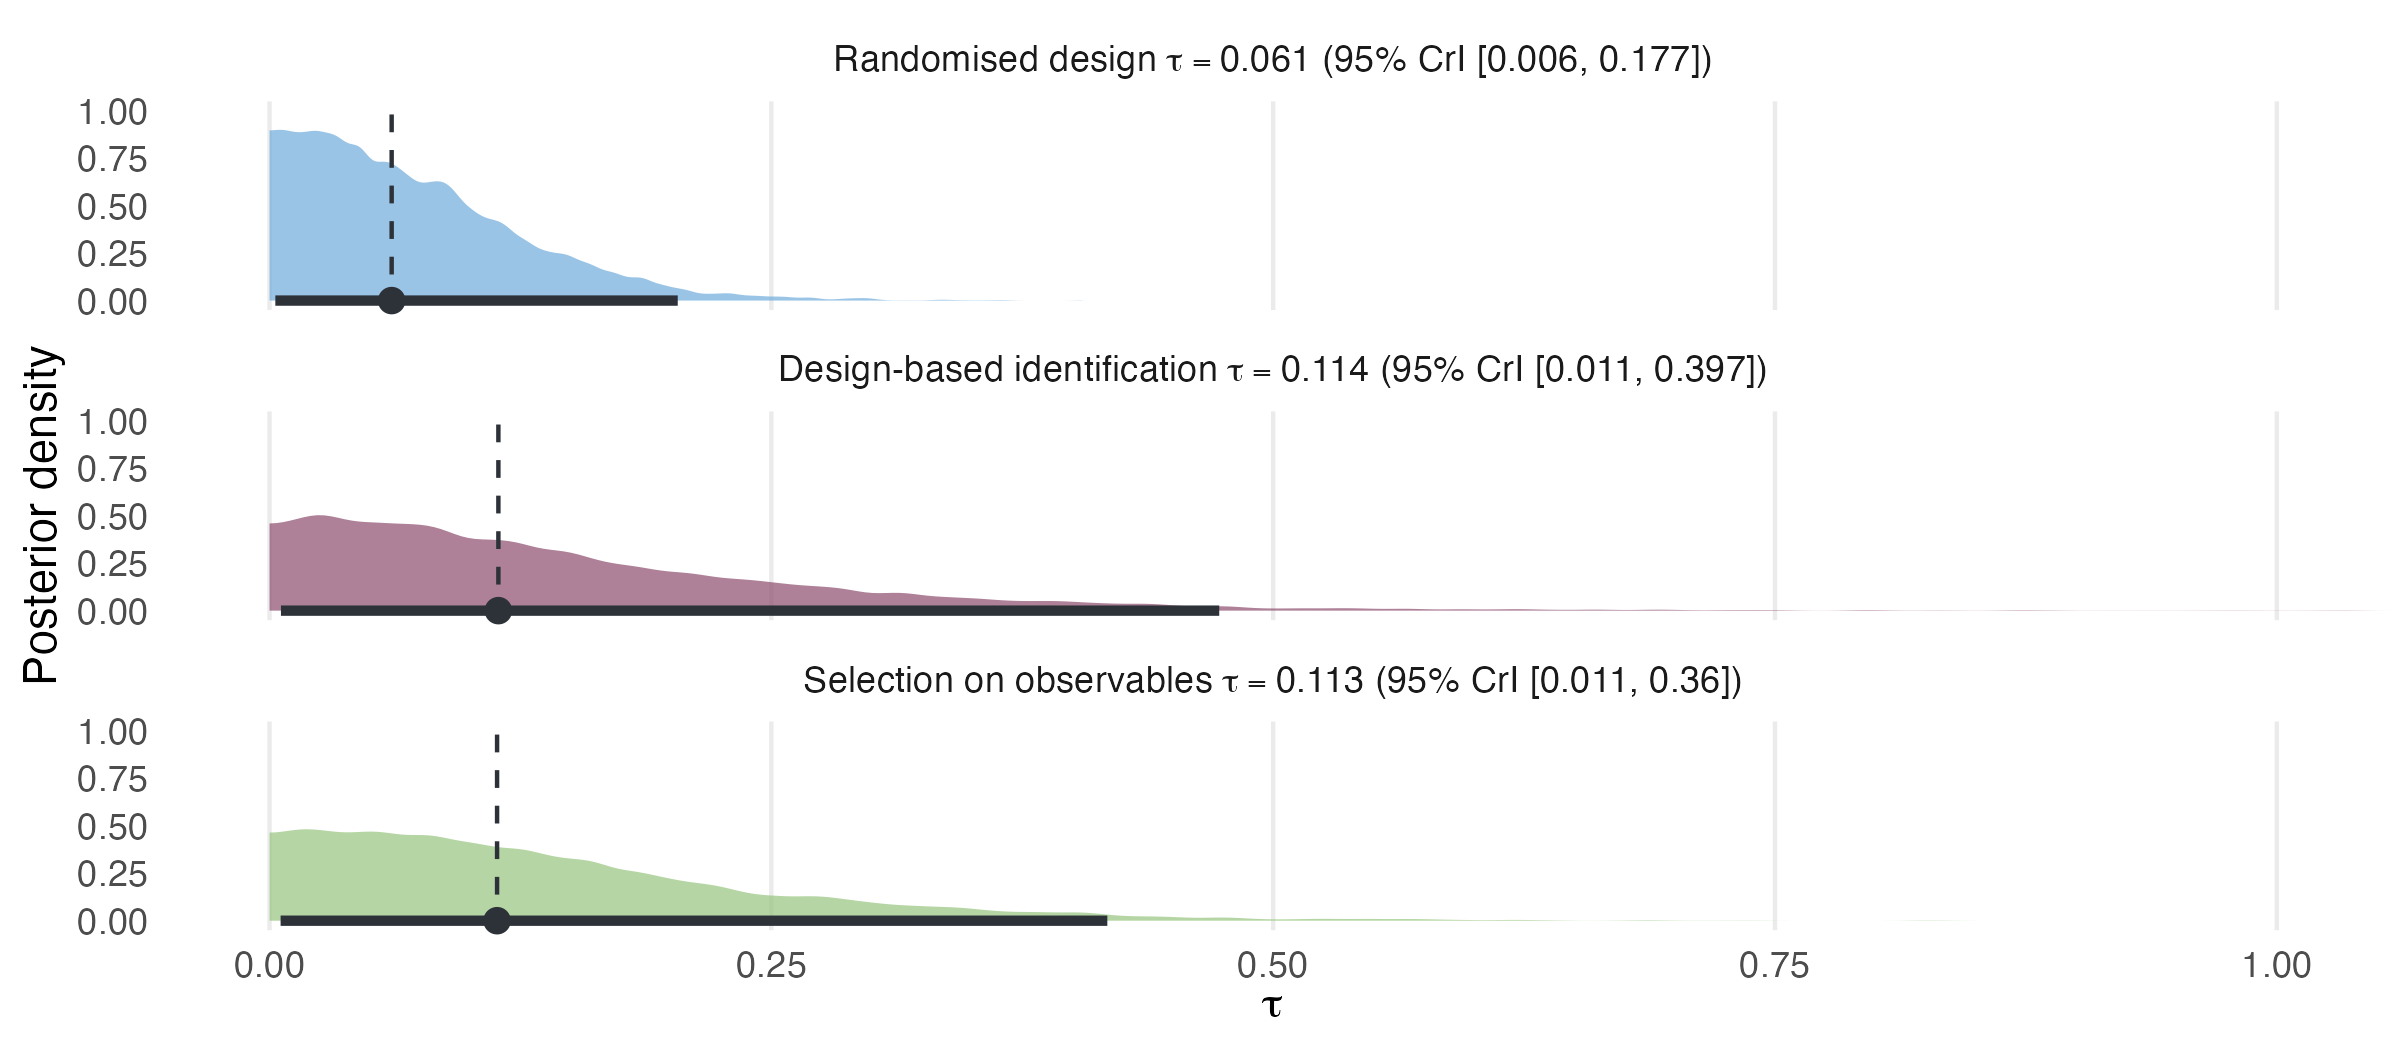 Randomised design τ = 0.061 (95% CrI [0.006, 0.177])
1.00
0.75
0.50
0.25
0.00
Design-based identification τ = 0.114 (95% CrI [0.011, 0.397])
1.00
0.75
0.50
0.25
0.00
Posterior density
Selection on observables τ = 0.113 (95% CrI [0.011, 0.36])
1.00
0.75
0.50
0.25
0.00
0.00 0.25 0.50 0.75 1.00
τ